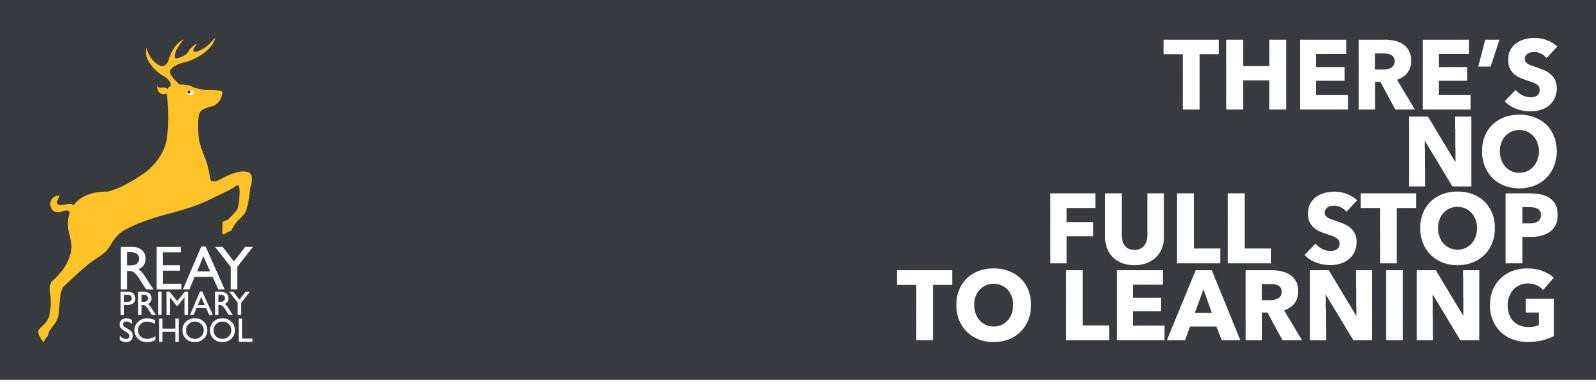 REAY
PRIMARY
SCHOOL
THERE’S
NO
FULL STOP
TO LEARNING